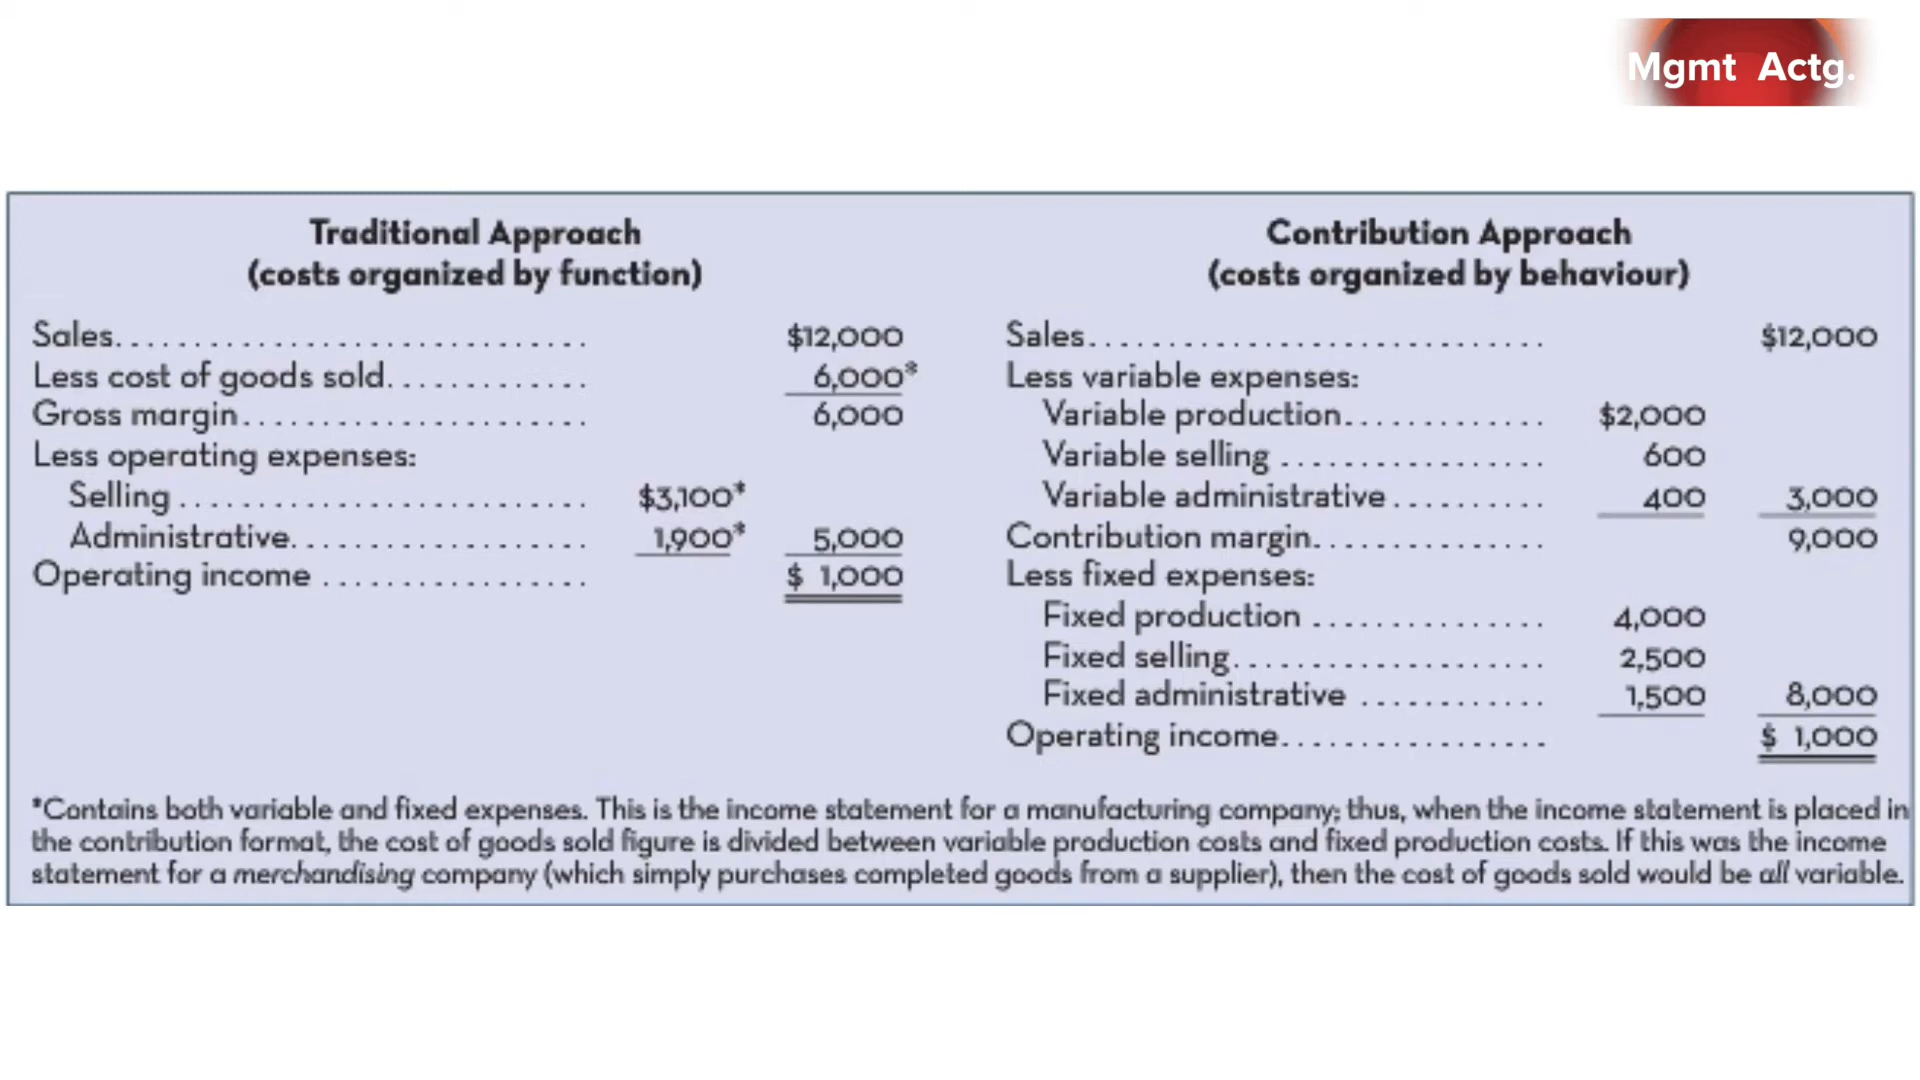 Mgmt Actg.
Traditional Approach
(costs organized by function)
Sales. . . . . . . . . . . . . . . . . . . . . . . . . . . . . . $12,000
Less cost of goods sold. . . . . . . . . . . . . 6,000*
Gross margin. . . . . . . . . . . . . . . . . . . . . . 6,000
Less operating expenses:
Selling . . . . . . . . . . . . . . . . . . . . . . . . . . $3,100*
Administrative. . . . . . . . . . . . . . . . . . . 1,900* 5,000
Operating income . . . . . . . . . . . . . . . . . $ 1,000
Contribution Approach
(costs organized by behaviour)
Sales. . . . . . . . . . . . . . . . . . . . . . . . . . . . . $12,000
Less variable expenses:
Variable production. . . . . . . . . . . . . $2,000
Variable selling . . . . . . . . . . . . . . . . . 600
Variable administrative . . . . . . . . . . 400 3,000
Contribution margin. . . . . . . . . . . . . . . 9,000
Less fixed expenses:
Fixed production . . . . . . . . . . . . . . . 4,000
Fixed selling. . . . . . . . . . . . . . . . . . . . 2,500
Fixed administrative . . . . . . . . . . . . 1,500 8,000
Operating income. . . . . . . . . . . . . . . . . $ 1,000
*Contains both variable and fixed expenses. This is the income statement for a manufacturing company; thus, when the income statement is placed in
the contribution format, the cost of goods sold figure is divided between variable production costs and fixed production costs. If this was the income
statement for a merchandising company (which simply purchases completed goods from a supplier), then the cost of goods sold would be all variable.